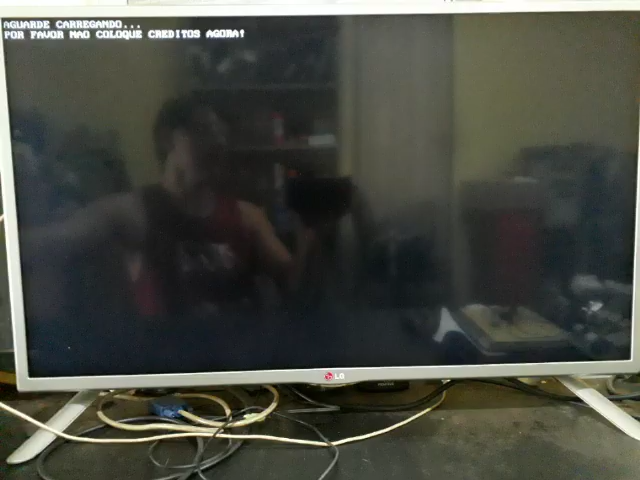 AGUARDE CARREGANDO...
POR FAVOR NAO COLOQUE CREDITOS AGORA!
LG